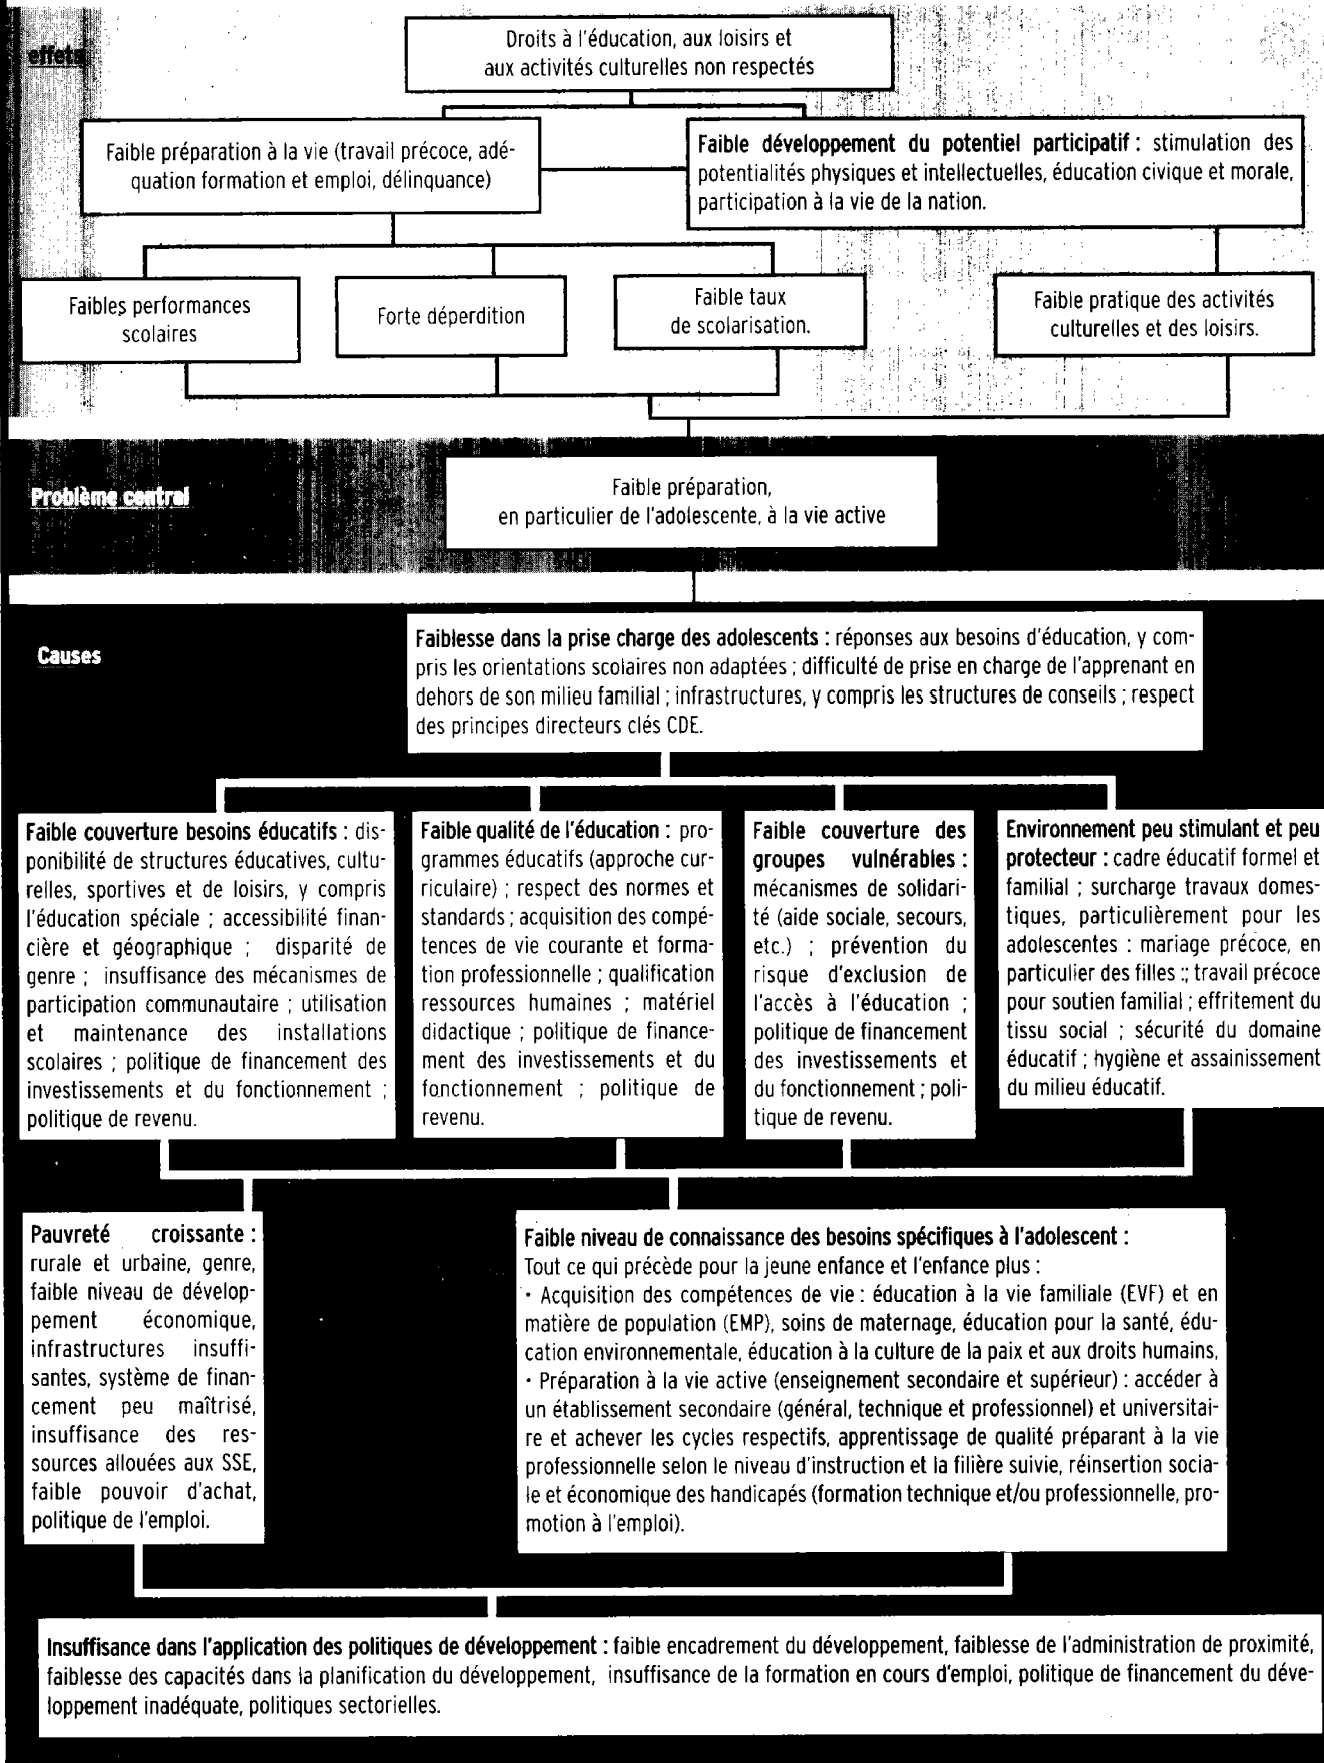 effets
Droits à l'éducation, aux loisirs et
aux activités culturelles non respectés
Faible préparation à la vie (travail précoce, adé-
quation formation et emploi, délinquance)
Faible développement du potentiel participatif : stimulation des
potentialités physiques et intellectuelles, éducation civique et morale,
participation à la vie de la nation.
Faibles performances
scolaires
Forte déperdition
Faible taux
de scolarisation.
Faible pratique des activités
culturelles et des loisirs.
Problème central
Faible préparation,
en particulier de l'adolescente, à la vie active
Causes
Faiblesse dans la prise charge des adolescents : réponses aux besoins d'éducation, y com-
pris les orientations scolaires non adaptées ; difficulté de prise en charge de l'apprenant en
dehors de son milieu familial ; infrastructures, y compris les structures de conseils ; respect
des principes directeurs clés CDE.
Faible couverture besoins éducatifs : dis-
ponibilité de structures éducatives, cultu-
relles, sportives et de loisirs, y compris
l'éducation spéciale ; accessibilité finan-
cière et géographique ; disparité de
genre ; insuffisance des mécanismes de
participation communautaire ; utilisation
et maintenance des installations
scolaires ; politique de financement des
investissements et du fonctionnement ;
politique de revenu.
Faible qualité de l'éducation : pro-
grammes éducatifs (approche cur-
riculaire) ; respect des normes et
standards ; acquisition des compé-
tences de vie courante et forma-
tion professionnelle ; qualification
ressources humaines ; matériel
didactique ; politique de finance-
ment des investissements et du
fonctionnement ; politique de
revenu.
Faible couverture des
groupes vulnérables :
mécanismes de solidari-
té (aide sociale, secours,
etc.) ; prévention du
risque d'exclusion de
l'accès à l'éducation ;
politique de financement
des investissements et
du fonctionnement ; poli-
tique de revenu.
Environnement peu stimulant et peu
protecteur : cadre éducatif formel et
familial ; surcharge travaux domes-
tiques, particulièrement pour les
adolescentes : mariage précoce, en
particulier des filles :; travail précoce
pour soutien familial ; effritement du
tissu social ; sécurité du domaine
éducatif ; hygiène et assainissement
du milieu éducatif.
Pauvreté croissante :
rurale et urbaine, genre,
faible niveau de dévelop-
pement économique,
infrastructures insuffi-
santes, système de finan-
cement peu maîtrisé,
insuffisance des res-
sources allouées aux SSE,
faible pouvoir d'achat,
politique de l'emploi.
Faible niveau de connaissance des besoins spécifiques à l'adolescent :
Tout ce qui précède pour la jeune enfance et l'enfance plus :
• Acquisition des compétences de vie : éducation à la vie familiale (EVF) et en
matière de population (EMP), soins de maternage, éducation pour la santé, édu-
cation environnementale, éducation à la culture de la paix et aux droits humains,
• Préparation à la vie active (enseignement secondaire et supérieur) : accéder à
un établissement secondaire (général, technique et professionnel) et universitai-
re et achever les cycles respectifs, apprentissage de qualité préparant à la vie
professionnelle selon le niveau d'instruction et la filière suivie, réinsertion socia-
le et économique des handicapés (formation technique et/ou professionnelle, pro-
motion à l'emploi).
Insuffisance dans l'application des politiques de développement : faible encadrement du développement, faiblesse de l'administration de proximité,
faiblesse des capacités dans la planification du développement, insuffisance de la formation en cours d'emploi, politique de financement du déve-
loppement inadéquate, politiques sectorielles.